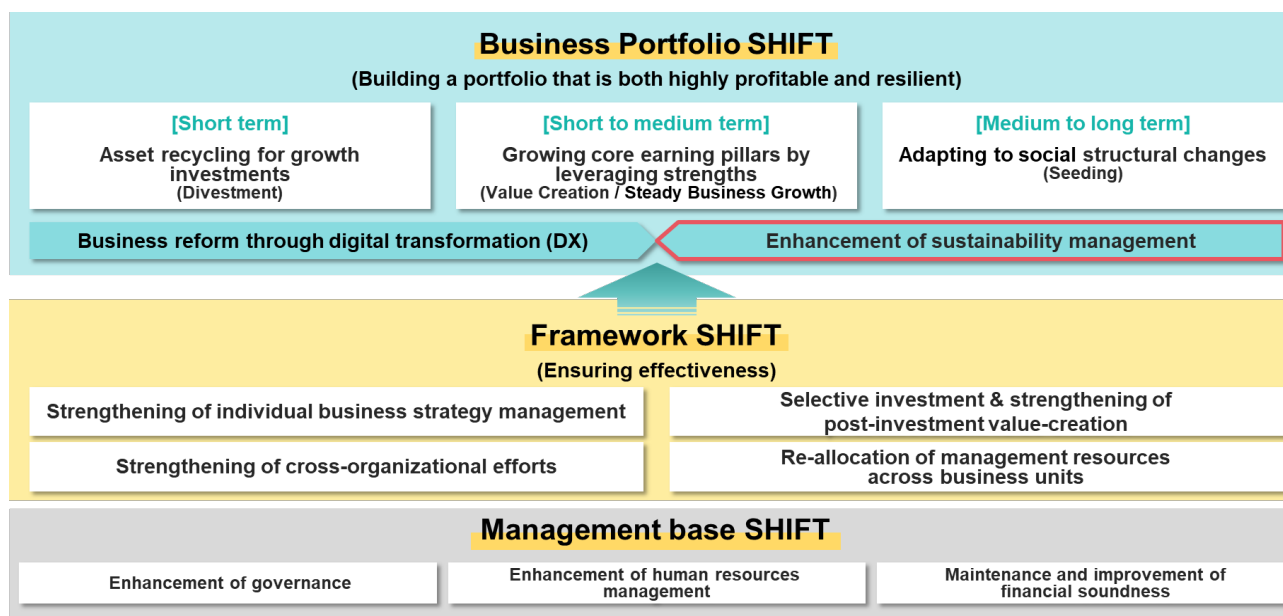 Business Portfolio SHIFT
(Building a portfolio that is both highly profitable and resilient)
[Short term]
Asset recycling for growth
investments
(Divestment)
[Short to medium term]
Growing core earning pillars by
leveraging strengths
(Value Creation / Steady Business Growth)
[Medium to long term]
Adapting to social structural changes
(Seeding)
Business reform through digital transformation (DX)
Enhancement of sustainability management
Framework SHIFT
(Ensuring effectiveness)
Strengthening of individual business strategy management
Selective investment & strengthening of
post-investment value-creation
Strengthening of cross-organizational efforts
Re-allocation of management resources
across business units
Management base SHIFT
Enhancement of governance
Enhancement of human resources
management
Maintenance and improvement of
financial soundness